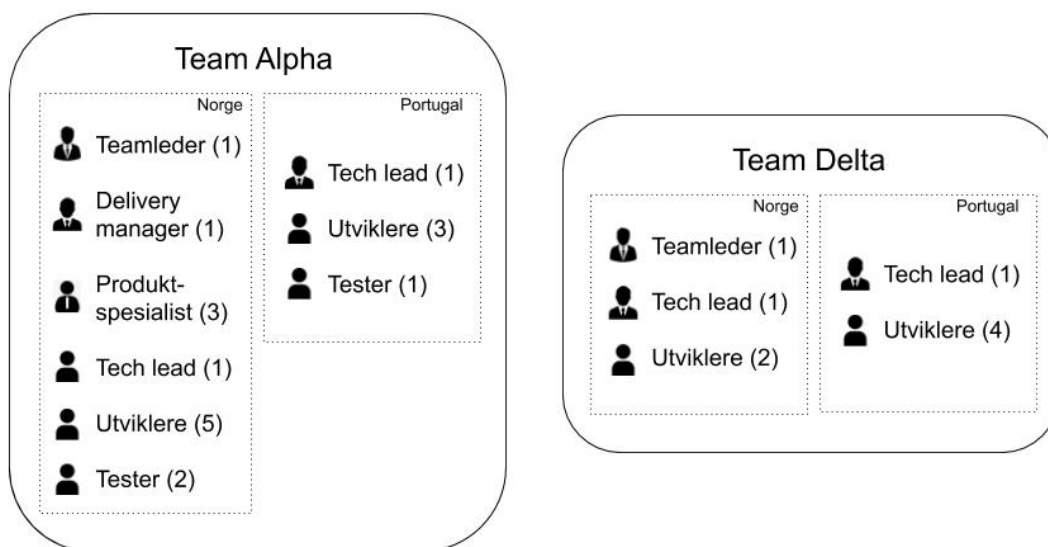 Team Alpha
Norge
Teamleder (1)
Delivery
manager (1)
Produkt-
spesialist (3)
Tech lead (1)
Utviklere (5)
Tester (2)
Portugal
Tech lead (1)
Utviklere (3)
Tester (1)
Team Delta
Norge
Teamleder (1)
Tech lead (1)
Utviklere (2)
Portugal
Tech lead (1)
Utviklere (4)